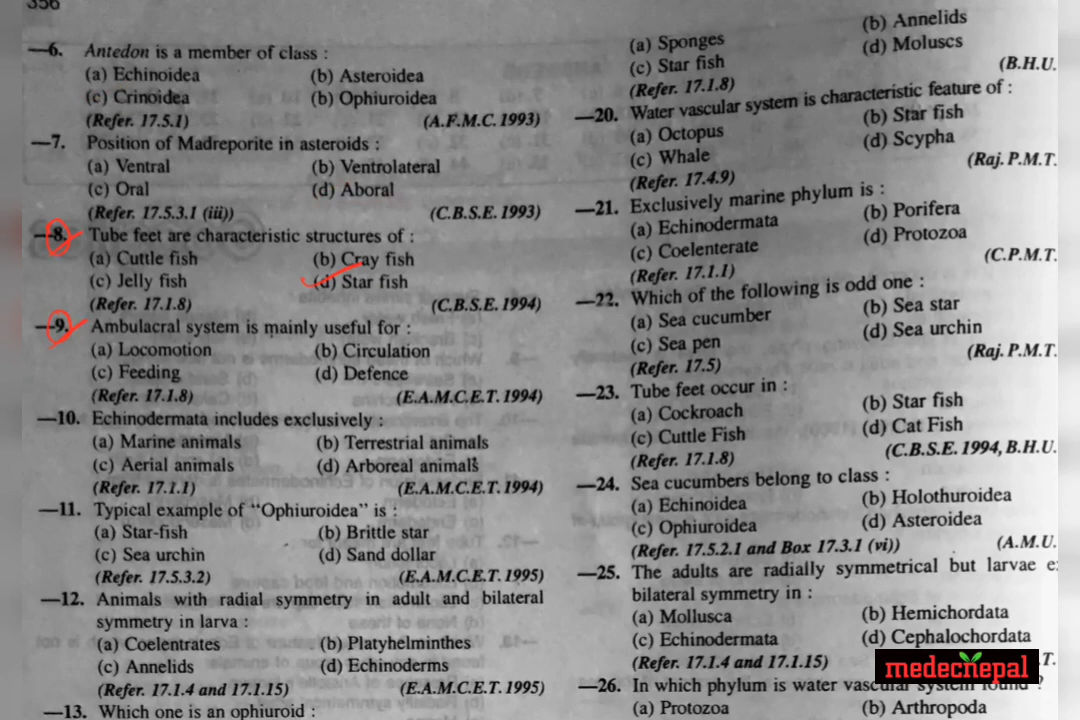 356
—6. Antedon is a member of class :
(a) Echinoidea (b) Asteroidea
(c) Crinoidea (b) Ophiuroidea
(Refer. 17.5.1) (A.F.M.C. 1993)
—7. Position of Madreporite in asteroids :
(a) Ventral (b) Ventrolateral
(c) Oral (d) Aboral
(Refer. 17.5.3.1 (iii)) (C.B.S.E. 1993)
—8. Tube feet are characteristic structures of :
(a) Cuttle fish (b) Cray fish
(c) Jelly fish (d) Star fish
(Refer. 17.1.8) (C.B.S.E. 1994)
—9. Ambulacral system is mainly useful for :
(a) Locomotion (b) Circulation
(c) Feeding (d) Defence
(Refer. 17.1.8) (E.A.M.C.E.T. 1994)
—10. Echinodermata includes exclusively :
(a) Marine animals (b) Terrestrial animals
(c) Aerial animals (d) Arboreal animals
(Refer. 17.1.1) (E.A.M.C.E.T. 1994)
—11. Typical example of “Ophiuroidea” is :
(a) Star-fish (b) Brittle star
(c) Sea urchin (d) Sand dollar
(Refer. 17.5.3.2) (E.A.M.C.E.T. 1995)
—12. Animals with radial symmetry in adult and bilateral
symmetry in larva :
(a) Coelentrates (b) Platyhelminthes
(c) Annelids (d) Echinoderms
(Refer. 17.1.4 and 17.1.15) (E.A.M.C.E.T. 1995)
—13. Which one is an ophiuroid :
(a) Sponges (b) Annelids
(c) Star fish (d) Moluscs
(Refer. 17.1.8) (B.H.U.
—20. Water vascular system is characteristic feature of :
(a) Octopus (b) Star fish
(c) Whale (d) Scypha
(Refer. 17.4.9) (Raj. P.M.T.
—21. Exclusively marine phylum is :
(a) Echinodermata (b) Porifera
(c) Coelenterate (d) Protozoa
(Refer. 17.1.1) (C.P.M.T.
—22. Which of the following is odd one :
(a) Sea cucumber (b) Sea star
(c) Sea pen (d) Sea urchin
(Refer. 17.5) (Raj. P.M.T.
—23. Tube feet occur in :
(a) Cockroach (b) Star fish
(c) Cuttle Fish (d) Cat Fish
(Refer. 17.1.8) (C.B.S.E. 1994, B.H.U.
—24. Sea cucumbers belong to class :
(a) Echinoidea (b) Holothuroidea
(c) Ophiuroidea (d) Asteroidea
(Refer. 17.5.2.1 and Box 17.3.1 (vi)) (A.M.U.
—25. The adults are radially symmetrical but larvae
bilateral symmetry in :
(a) Mollusca (b) Hemichordata
(c) Echinodermata (d) Cephalochordata
(Refer. 17.1.4 and 17.1.15) T.
medecnepal
—26. In which phylum is water vascular system found ?
(a) Protozoa (b) Arthropoda